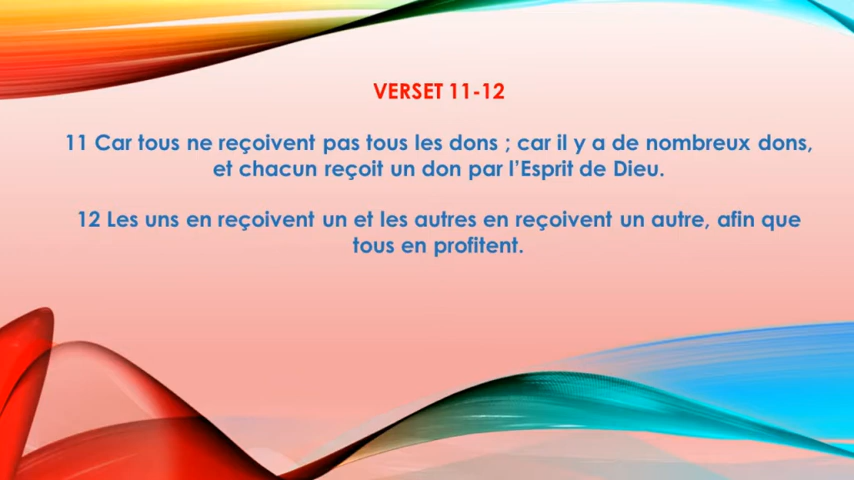 VERSET 11-12
11 Car tous ne reçoivent pas tous les dons ; car il y a de nombreux dons,
et chacun reçoit un don par l’Esprit de Dieu.
12 Les uns en reçoivent un et les autres en reçoivent un autre, afin que
tous en profitent.